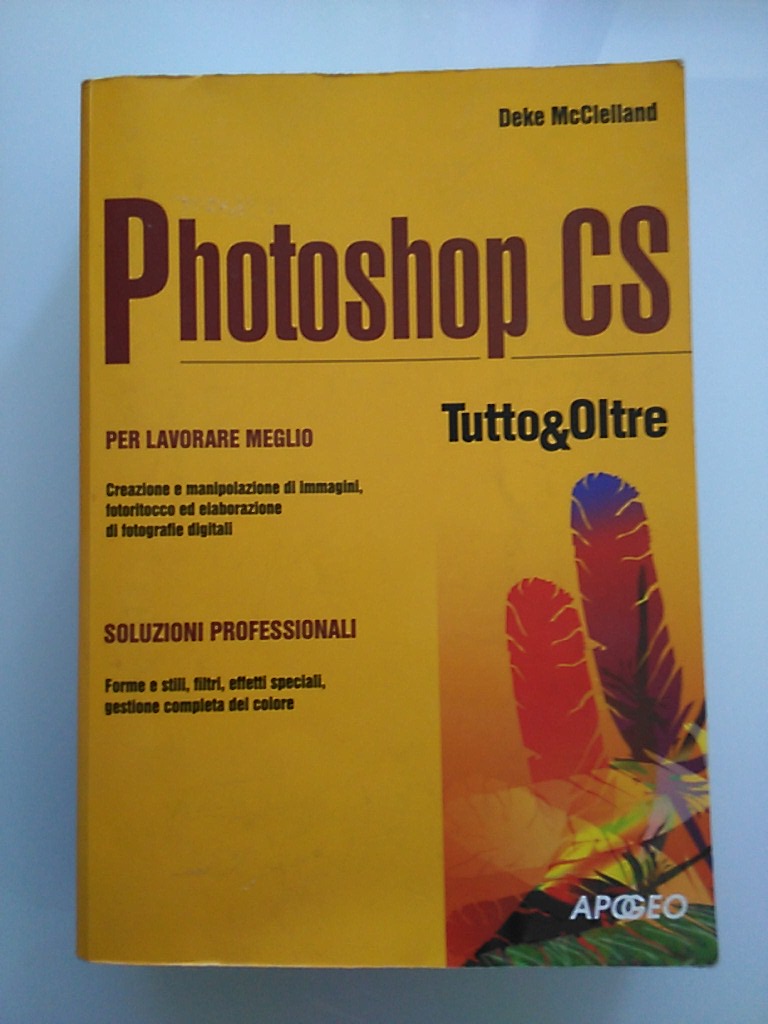 Deke McClelland
Photoshop CS
Tutto&Oltre
PER LAVORARE MEGLIO
Creazione e manipolazione di immagini,
fotoritocco ed elaborazione
di fotografie digitali
SOLUZIONI PROFESSIONALI
Forme e stili, filtri, effetti speciali,
gestione completa del colore
APOGEO